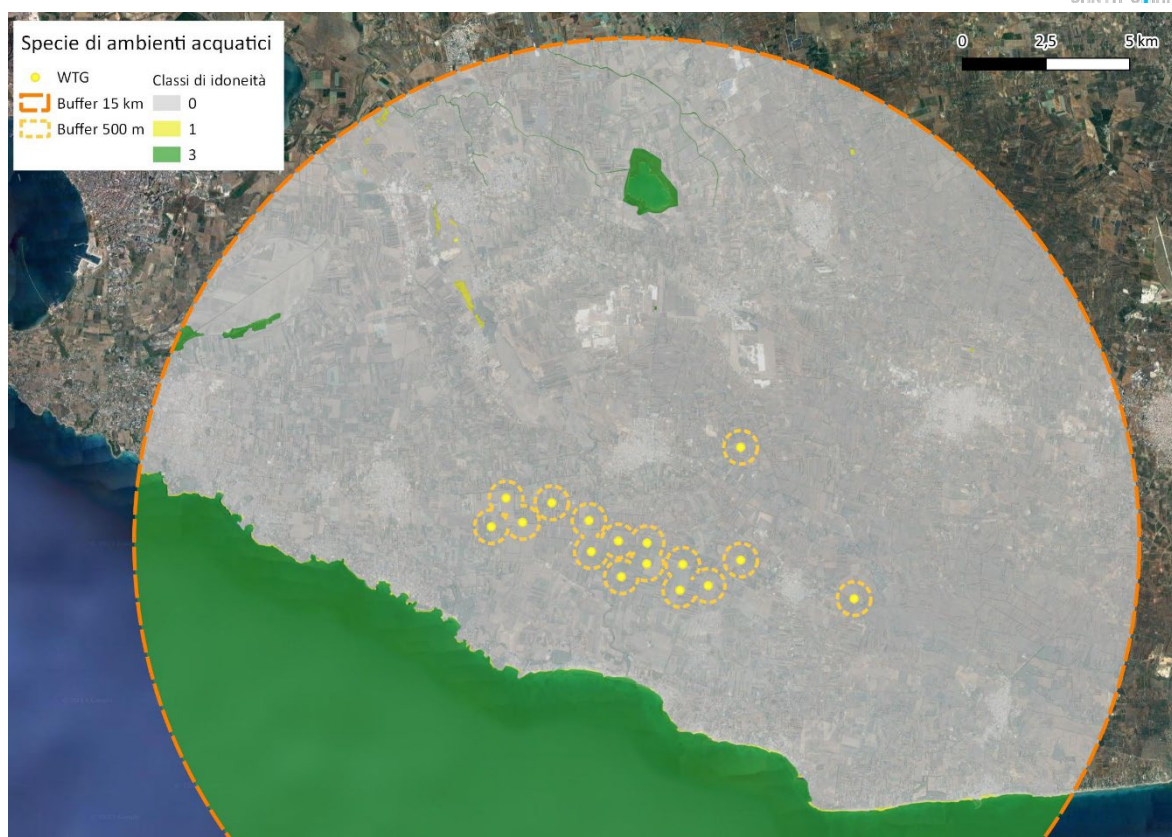 Specie di ambienti acquatici
WTG
Buffer 15 km
Buffer 500 m
Classi di idoneità
0
1
3
0 2,5 5 km